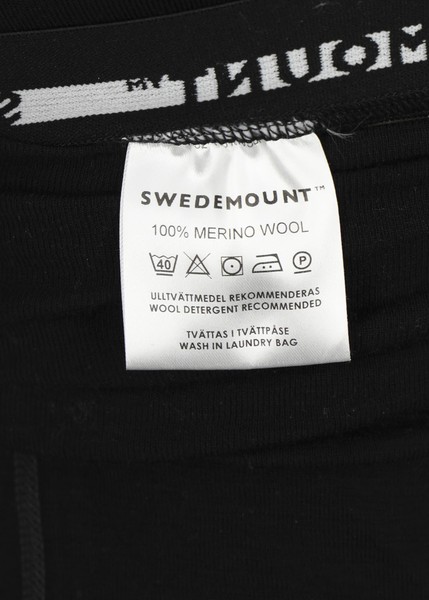 SWEDEMOUNT™
100% MERINO WOOL
40 P
ULLTVÄTTMEDEL REKOMMENDERAS
WOOL DETERGENT RECOMMENDED
TVÄTTAS I TVÄTTPÅSE
WASH IN LAUNDRY BAG